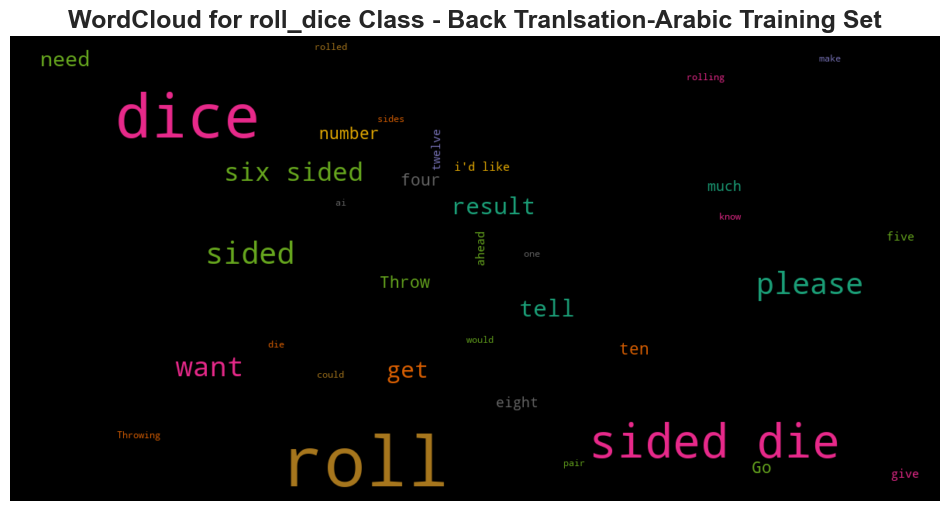 WordCloud for roll_dice Class - Back Tranlsation-Arabic Training Set
rolled
need
make
rolling
dice
sides
number
twelve
i'd like
six sided
four
much
ai
result
know
five
ahead
sided
one
Throw
please
tell
would
die
ten
want
get
could
eight
Throwing
roll
sided die
pair
Go
give